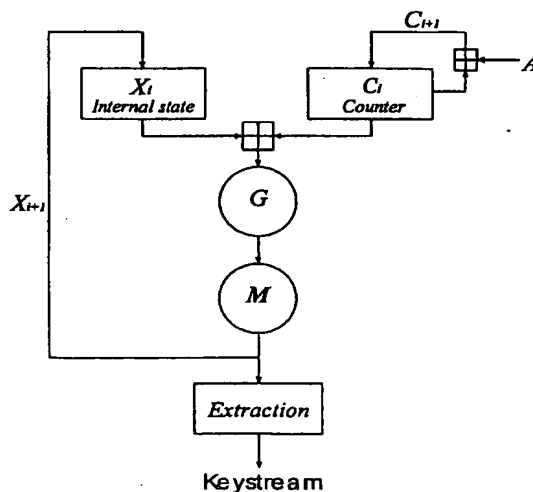 C_{i+1}
A
X_i
Internal state
C_i
Counter
G
X_{i+1}
M
Extraction
Keystream